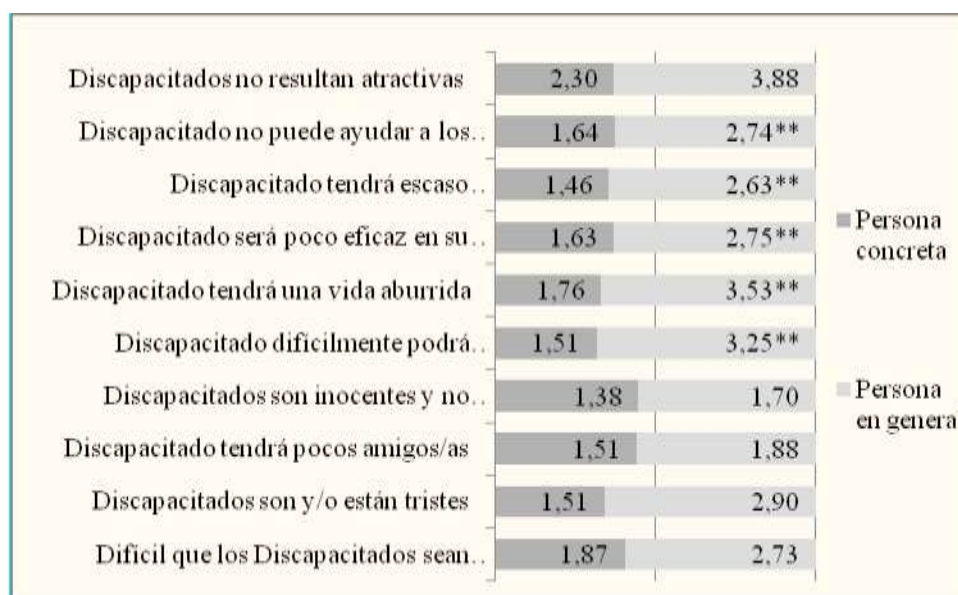 Discapacitados no resultan atractivas 2,30 3,88
Discapacitado no puede ayudar a los.. 1,64 2,74**
Discapacitado tendrá escaso.. 1,46 2,63**
Discapacitado será poco eficaz en su.. 1,63 2,75**
Discapacitado tendrá una vida aburrida 1,76 3,53**
Discapacitado dificilmente podrá.. 1,51 3,25**
Discapacitados son inocentes y no.. 1,38 1,70
Discapacitado tendrá pocos amigos/as 1,51 1,88
Discapacitados son y/o están tristes 1,51 2,90
Dificil que los Discapacitados sean.. 1,87 2,73
Persona
concreta
Persona
en genera